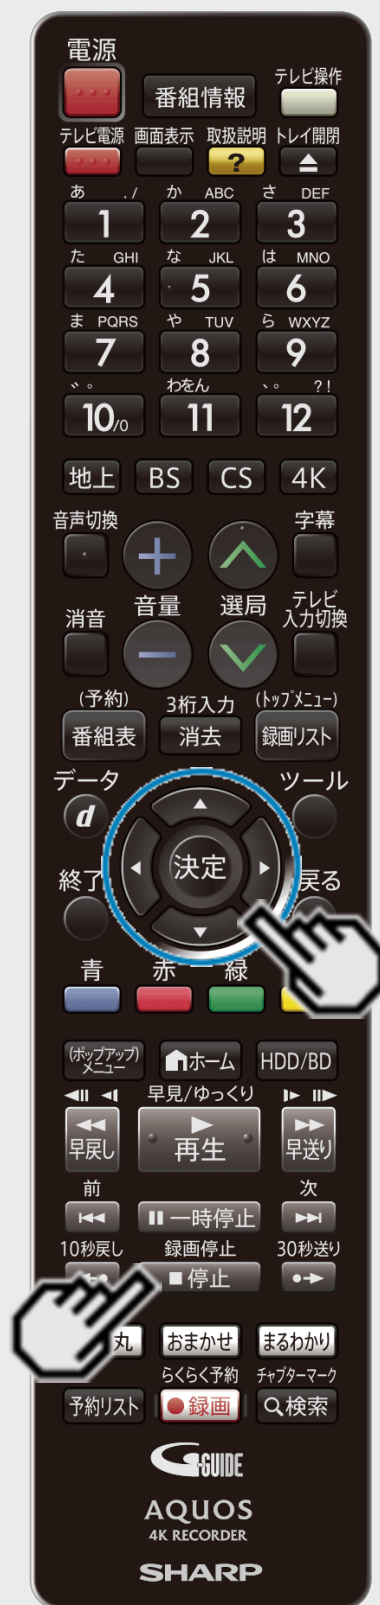 電源
番組情報
テレビ操作
テレビ電源 画面表示 取扱説明 トレイ開閉
?
あ ./ か ABC さ DEF
1 2 3
た GHI な JKL は MNO
4 5 6
ま PQRS や TUV ら WXYZ
7 8 9
゛゜ わをん 、。 ?!
10/0 11 12
地上 BS CS 4K
音声切換 字幕
+
消音 音量 選局 テレビ
入力切換
−
(予約) 3桁入力 (トップメニュー)
番組表 消去 録画リスト
データ ツール
d
決定
終了 戻る
青 赤 緑
(ポップアップ)
メニュー
ホーム HDD/BD
早見/ゆっくり
早戻し 再生 早送り
前 次
一時停止
10秒戻し 録画停止 30秒送り
停止
丸 おまかせ まるわかり
らくらく予約 チャプターマーク
予約リスト 録画 検索
G-GUIDE
AQUOS
4K RECORDER
SHARP